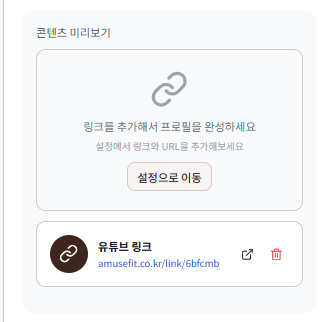 콘텐츠 미리보기
링크를 추가해서 프로필을 완성하세요
설정에서 링크와 URL을 추가해보세요
설정으로 이동
유튜브 링크
amusefit.co.kr/link/6bfcmb